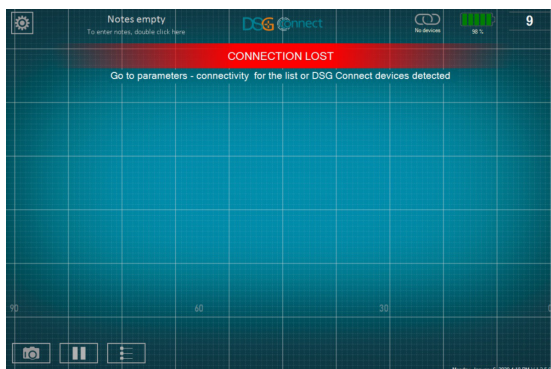 Notes empty
To enter notes, double click here
DSG Connect
No devices
98 %
9
CONNECTION LOST
Go to parameters - connectivity for the list or DSG Connect devices detected
90
60
30
0